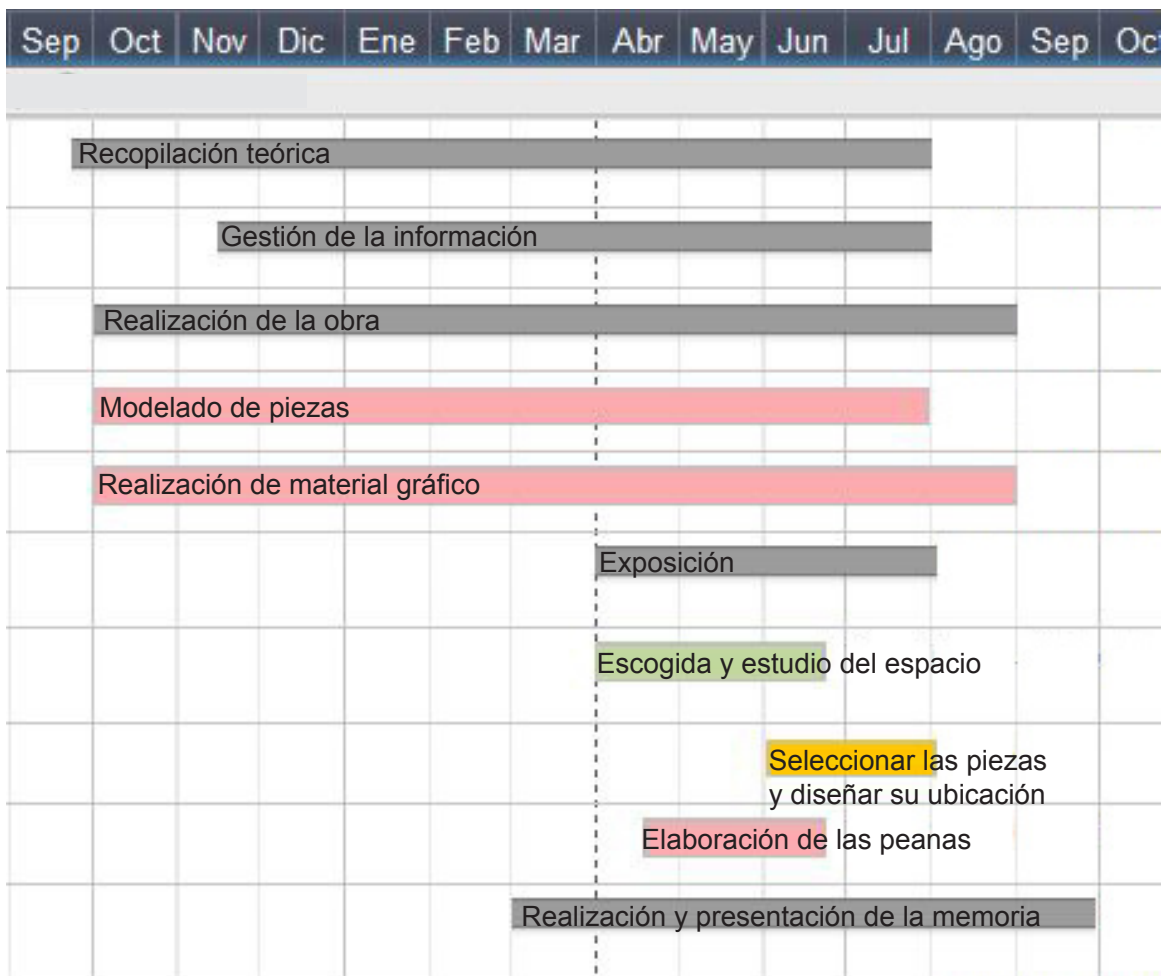 Sep Oct Nov Dic Ene Feb Mar Abr May Jun Jul Ago Sep Oct
Recopilación teórica
Gestión de la información
Realización de la obra
Modelado de piezas
Realización de material gráfico
Exposición
Escogida y estudio del espacio
Seleccionar las piezas
y diseñar su ubicación
Elaboración de las peanas
Realización y presentación de la memoria